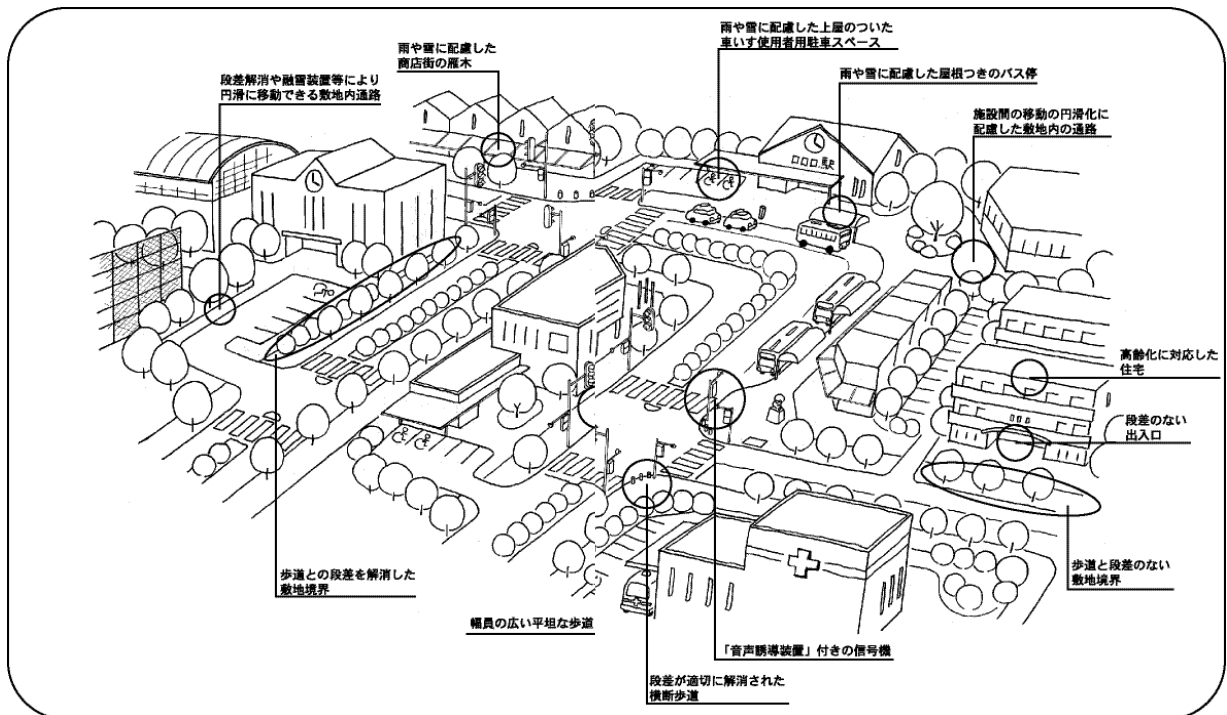 雨や雪に配慮した上屋のついた
車いす使用者用駐車スペース
雨や雪に配慮した
商店街の雁木
雨や雪に配慮した屋根つきのバス停
段差解消や融雪装置等により
円滑に移動できる敷地内通路
施設間の移動の円滑化に
配慮した敷地内の通路
口口口駅
高齢化に対応した
住宅
段差のない
出入口
歩道との段差を解消した
敷地境界
歩道と段差のない
敷地境界
幅員の広い平坦な歩道
「音声誘導装置」付きの信号機
段差が適切に解消された
横断歩道